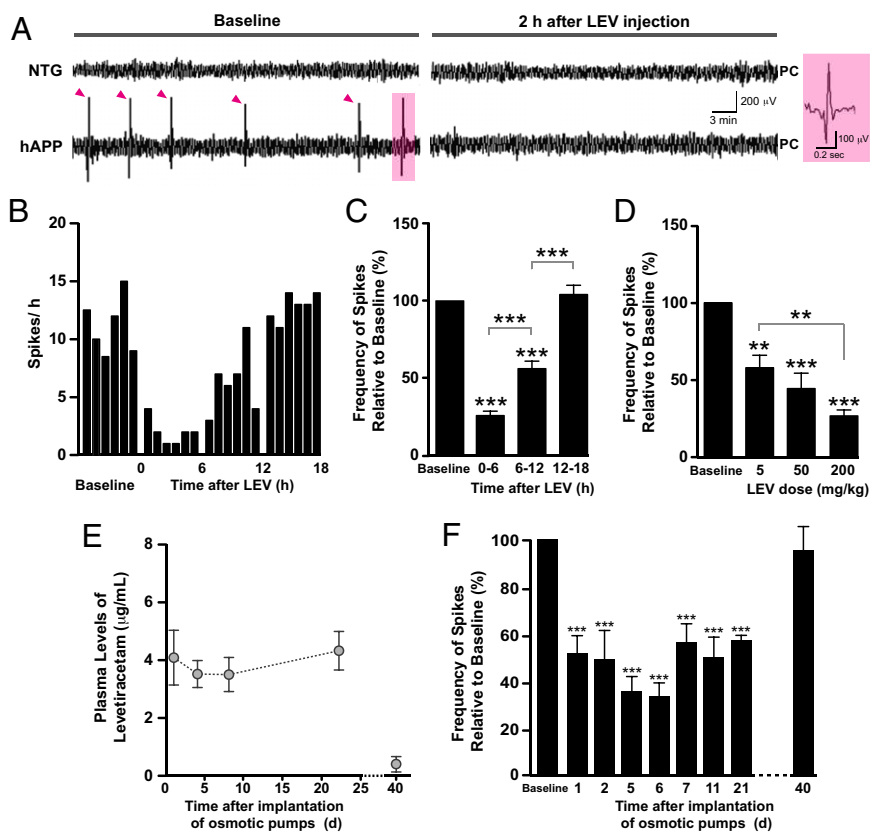 A
Baseline
2 h after LEV injection
NTG
PC
200 µV
3 min
hAPP
PC
100 µV
0.2 sec
B
Spikes/ h
20
15
10
5
0
0
6
12
18
Baseline
Time after LEV (h)
C
Frequency of Spikes
Relative to Baseline (%)
150
100
50
0
***
***
***
***
Baseline
0-6
6-12
12-18
Time after LEV (h)
D
Frequency of Spikes
Relative to Baseline (%)
150
100
50
0
**
**
***
***
Baseline
5
50
200
LEV dose (mg/kg)
E
Plasma Levels of
Levetiracetam (µg/mL)
8
6
4
2
0
0
5
10
15
20
25
40
Time after implantation
of osmotic pumps (d)
F
Frequency of Spikes
Relative to Baseline (%)
100
80
60
40
20
0
***
***
***
***
***
***
***
Baseline
1
2
5
6
7
11
21
40
Time after implantation
of osmotic pumps (d)